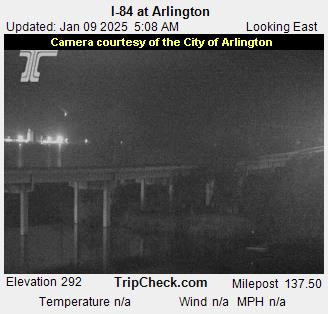 I-84 at Arlington
Updated: Jan 09 2025 5:08 AM Looking East
Camera courtesy of the City of Arlington
Elevation 292 TripCheck.com Milepost 137.50
Temperature n/a Wind n/a MPH n/a